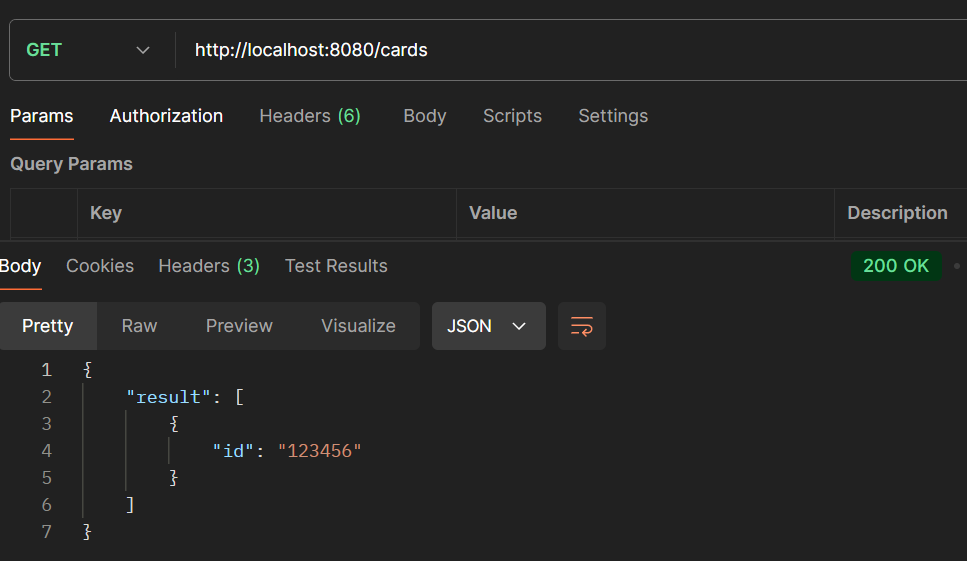 GET http://localhost:8080/cards
Params Authorization Headers (6) Body Scripts Settings
Query Params
Key Value Description
Body Cookies Headers (3) Test Results 200 OK
Pretty Raw Preview Visualize JSON
1 {
2 "result": [
3 {
4 "id": "123456"
5 }
6 ]
7 }